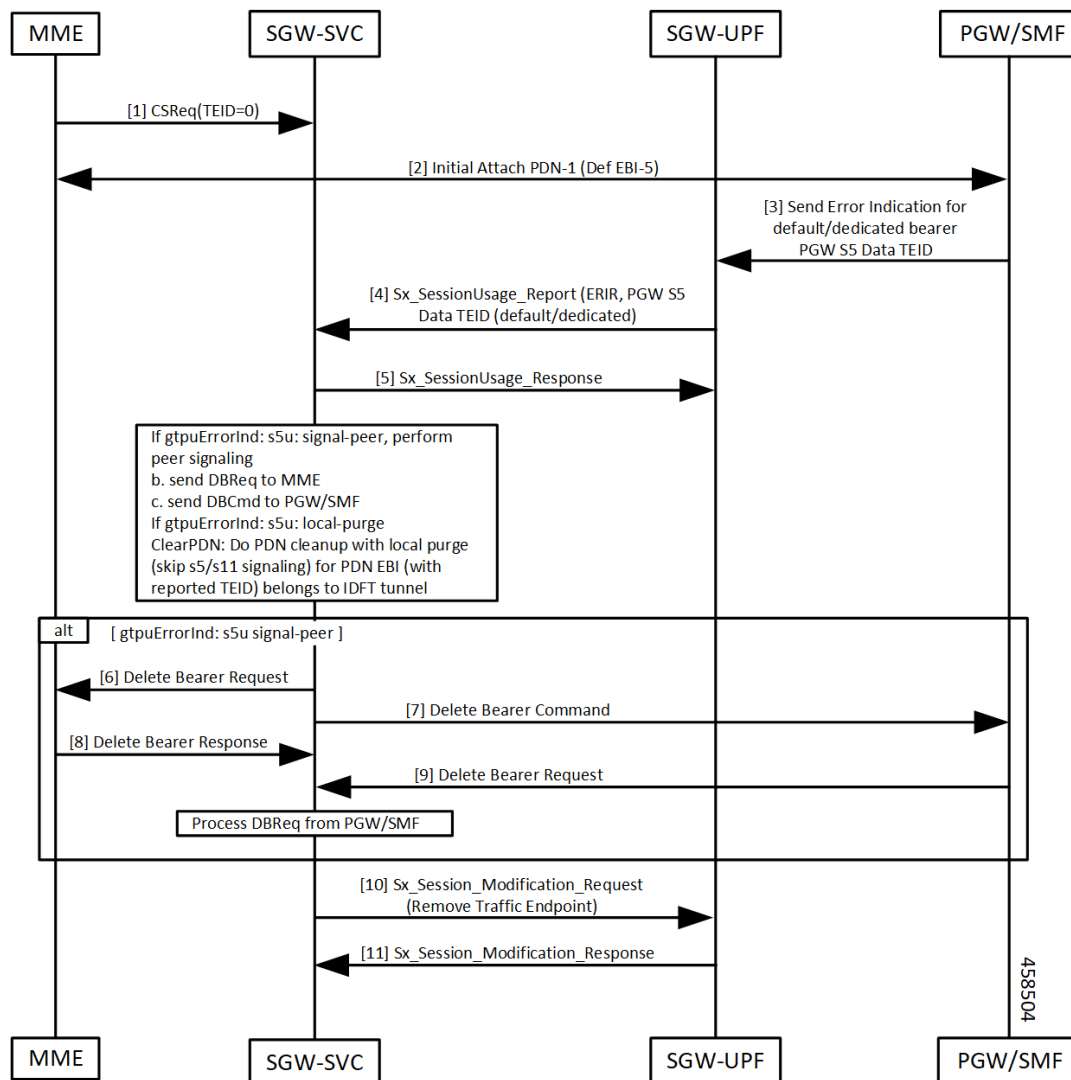 MME
SGW-SVC
SGW-UPF
PGW/SMF
[1] CSReq(TEID=0)
[2] Initial Attach PDN-1 (Def EBI-5)
[3] Send Error Indication for
default/dedicated bearer
PGW S5 Data TEID
[4] Sx_SessionUsage_Report (ERIR, PGW S5
Data TEID (default/dedicated)
[5] Sx_SessionUsage_Response
If gtpuErrorInd: s5u: signal-peer, perform
peer signaling
b. send DBReq to MME
c. send DBCmd to PGW/SMF
If gtpuErrorInd: s5u: local-purge
ClearPDN: Do PDN cleanup with local purge
(skip s5/s11 signaling) for PDN EBI (with
reported TEID) belongs to IDFT tunnel
alt
[ gtpuErrorInd: s5u signal-peer ]
[6] Delete Bearer Request
[7] Delete Bearer Command
[8] Delete Bearer Response
[9] Delete Bearer Request
Process DBReq from PGW/SMF
[10] Sx_Session_Modification_Request
(Remove Traffic Endpoint)
[11] Sx_Session_Modification_Response
458504
MME
SGW-SVC
SGW-UPF
PGW/SMF